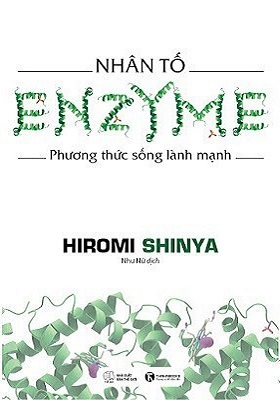 NHÂN TỐ
ENZYME
Phương thức sống lành mạnh
HIROMI SHINYA
Như Nữ dịch